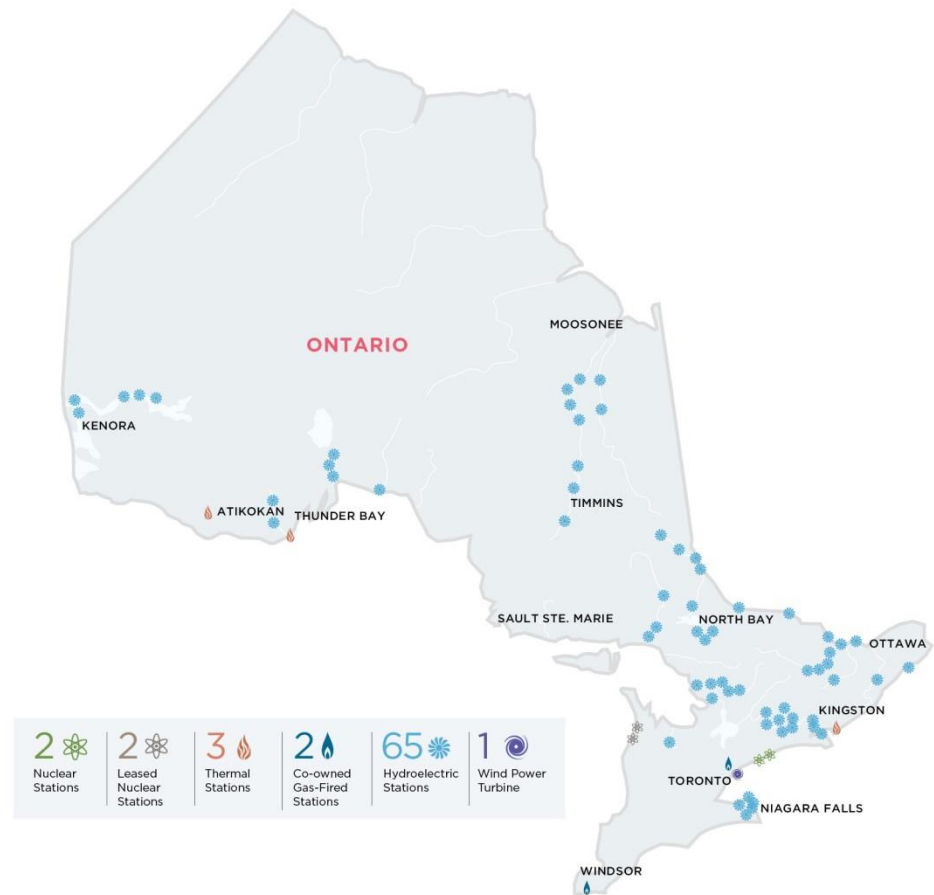 MOOSONEE
ONTARIO
KENORA
TIMMINS
ATIKOKAN
THUNDER BAY
SAULT STE. MARIE
NORTH BAY
OTTAWA
KINGSTON
TORONTO
NIAGARA FALLS
WINDSOR
2
Nuclear
Stations
2
Leased
Nuclear
Stations
3
Thermal
Stations
2
Co-owned
Gas-Fired
Stations
65
Hydroelectric
Stations
1
Wind Power
Turbine